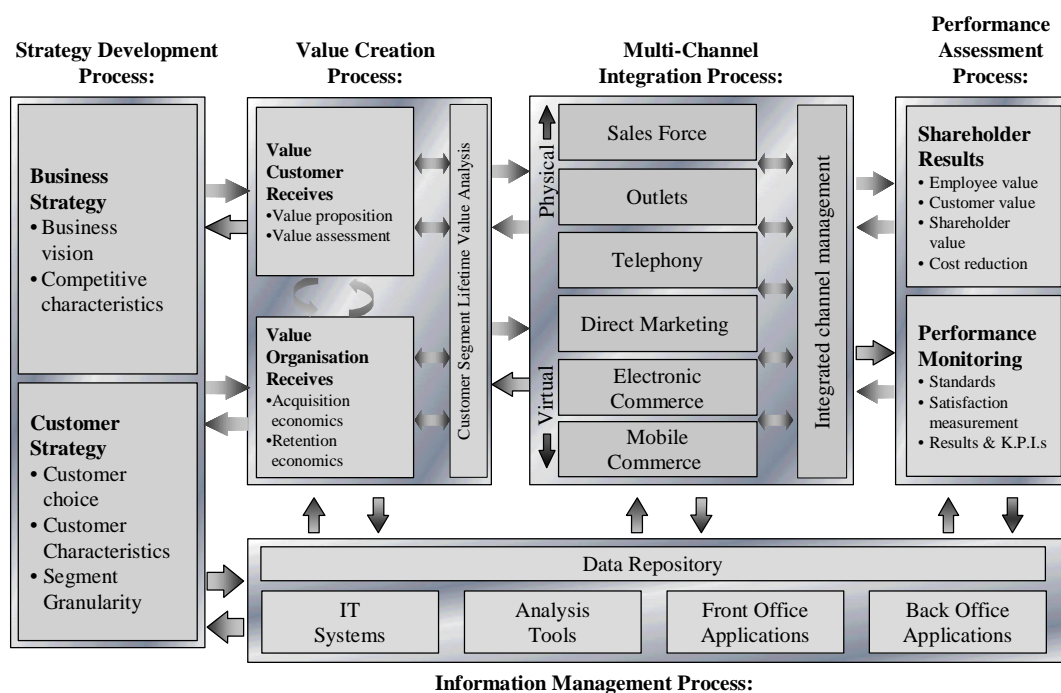 Strategy Development
Process:
Value Creation
Process:
Multi-Channel
Integration Process:
Performance
Assessment
Process:
Business
Strategy
• Business
vision
• Competitive
characteristics
Customer
Strategy
• Customer
choice
• Customer
Characteristics
• Segment
Granularity
Value
Customer
Receives
•Value proposition
•Value assessment
Value
Organisation
Receives
•Acquisition
economics
•Retention
economics
Customer Segment Lifetime Value Analysis
Physical
Virtual
Sales Force
Outlets
Telephony
Direct Marketing
Electronic
Commerce
Mobile
Commerce
Integrated channel management
Shareholder
Results
• Employee value
• Customer value
• Shareholder
value
• Cost reduction
Performance
Monitoring
• Standards
• Satisfaction
measurement
• Results & K.P.I.s
Data Repository
IT
Systems
Analysis
Tools
Front Office
Applications
Back Office
Applications
Information Management Process: